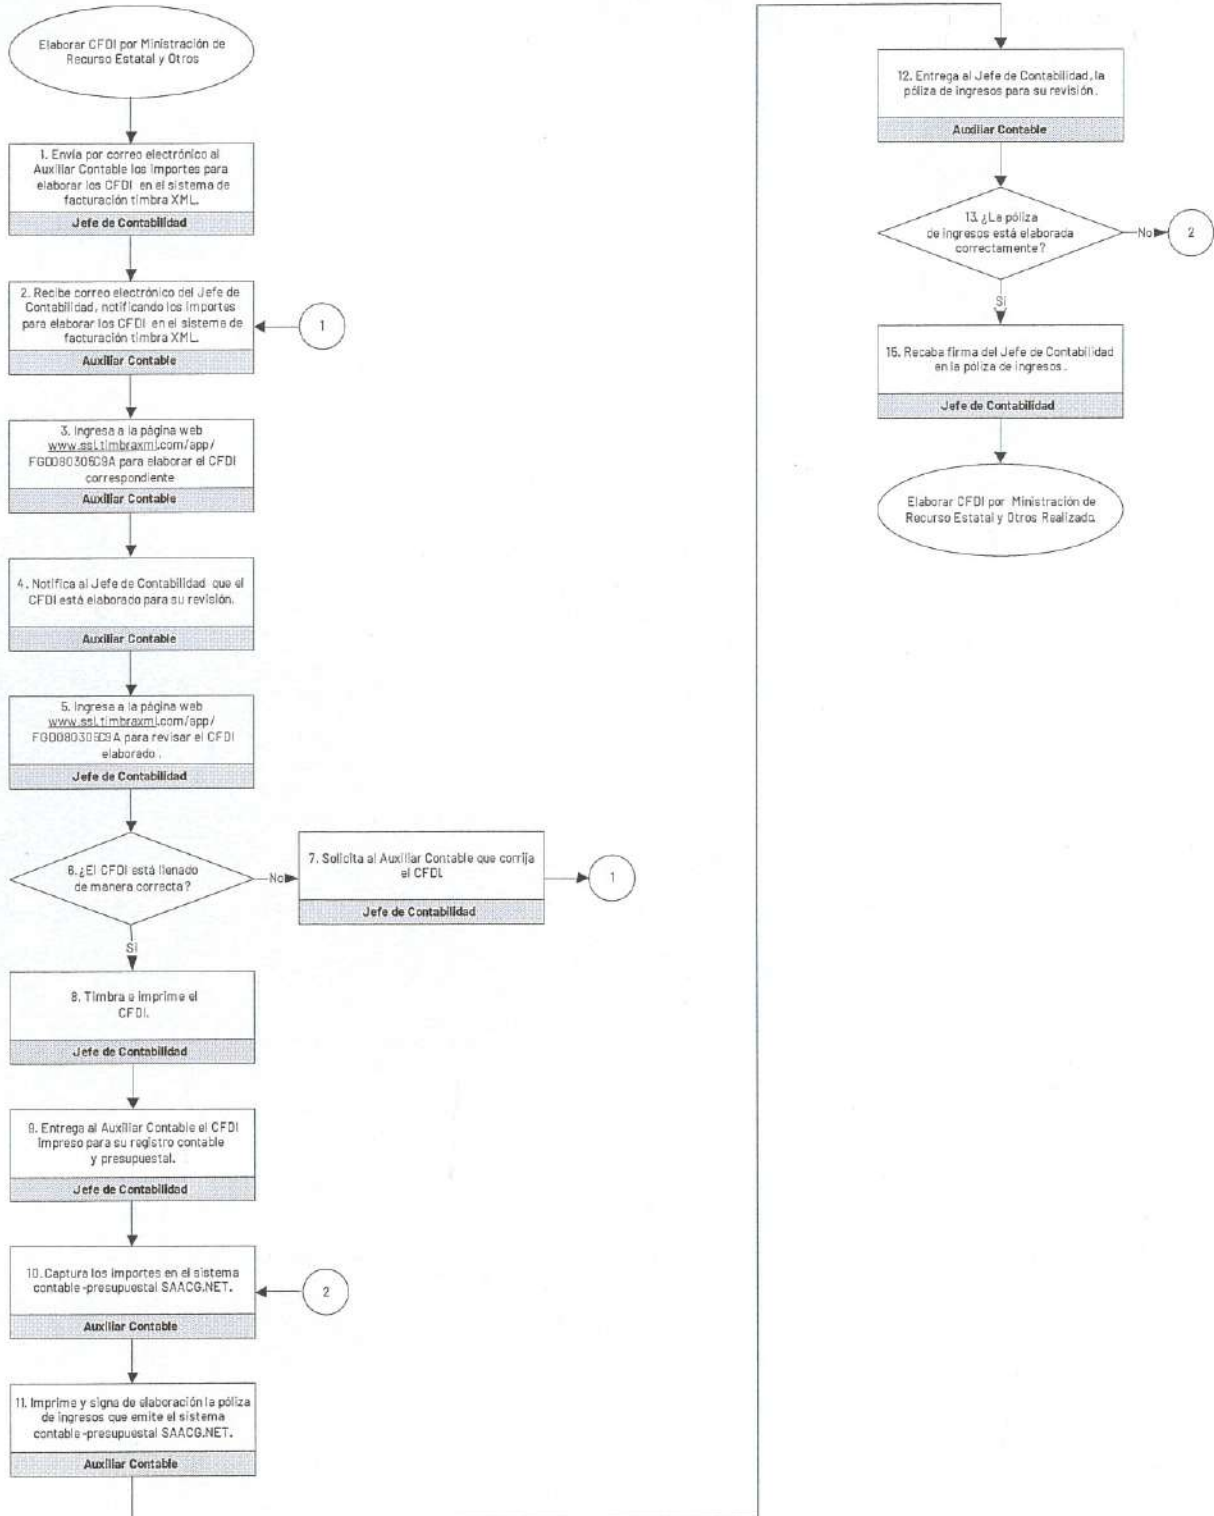 Elaborar CFDI por Ministración de
Recurso Estatal y Otros
1. Envía por correo electrónico al
Auxiliar Contable los importes para
elaborar los CFDI en el sistema de
facturación timbra XML.
Jefe de Contabilidad
2. Recibe correo electrónico del Jefe de
Contabilidad, notificando los importes
para elaborar los CFDI en el sistema de
facturación timbra XML.
Auxiliar Contable
1
3. Ingresa a la página web
www.ssl.timbraxml.com/app/
FGD080305C9A para elaborar el CFDI
correspondiente
Auxiliar Contable
4. Notifica al Jefe de Contabilidad que el
CFDI está elaborado para su revisión.
Auxiliar Contable
5. Ingresa a la página web
www.ssl.timbraxml.com/app/
FGD080305C9A para revisar el CFDI
elaborado.
Jefe de Contabilidad
6. ¿El CFDI está llenado
de manera correcta?
No
7. Solicita al Auxiliar Contable que corrija
el CFDI.
Jefe de Contabilidad
1
Si
8. Timbra e imprime el
CFDI.
Jefe de Contabilidad
9. Entrega al Auxiliar Contable el CFDI
impreso para su registro contable
y presupuestal.
Jefe de Contabilidad
10. Captura los importes en el sistema
contable-presupuestal SAACG.NET.
Auxiliar Contable
2
11. Imprime y signa de elaboración la póliza
de ingresos que emite el sistema
contable-presupuestal SAACG.NET.
Auxiliar Contable
12. Entrega al Jefe de Contabilidad, la
póliza de ingresos para su revisión.
Auxiliar Contable
13. ¿La póliza
de ingresos está elaborada
correctamente?
No
2
Si
15. Recaba firma del Jefe de Contabilidad
en la póliza de ingresos.
Jefe de Contabilidad
Elaborar CFDI por Ministración de
Recurso Estatal y Otros Realizado